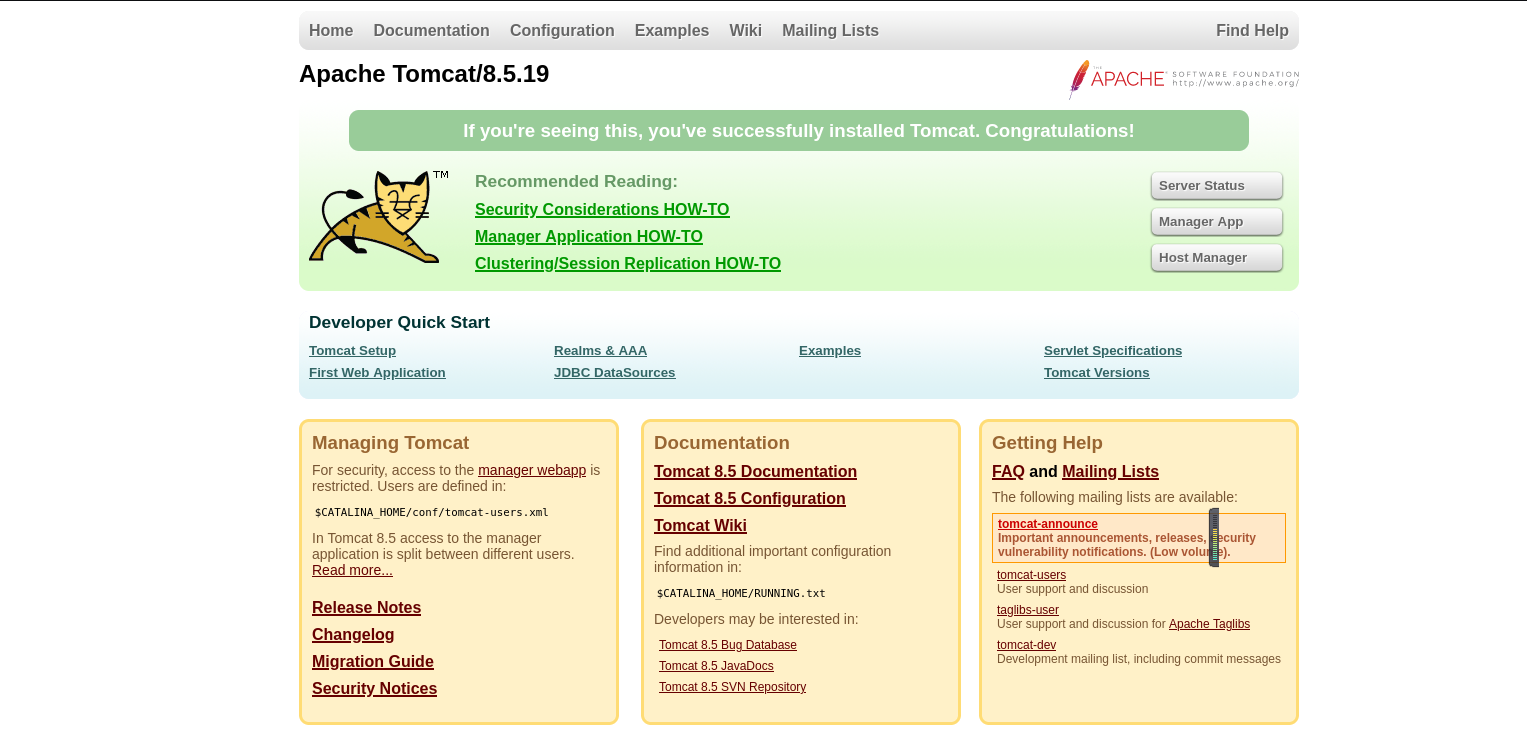 Home Documentation Configuration Examples Wiki Mailing Lists Find Help
Apache Tomcat/8.5.19
THE APACHE SOFTWARE FOUNDATION
http://www.apache.org/
If you're seeing this, you've successfully installed Tomcat. Congratulations!
TM
Recommended Reading:
Security Considerations HOW-TO
Manager Application HOW-TO
Clustering/Session Replication HOW-TO
Server Status
Manager App
Host Manager
Developer Quick Start
Tomcat Setup
First Web Application
Realms & AAA
JDBC DataSources
Examples
Servlet Specifications
Tomcat Versions
Managing Tomcat
For security, access to the manager webapp is
restricted. Users are defined in:
$CATALINA_HOME/conf/tomcat-users.xml
In Tomcat 8.5 access to the manager
application is split between different users.
Read more...
Release Notes
Changelog
Migration Guide
Security Notices
Documentation
Tomcat 8.5 Documentation
Tomcat 8.5 Configuration
Tomcat Wiki
Find additional important configuration
information in:
$CATALINA_HOME/RUNNING.txt
Developers may be interested in:
Tomcat 8.5 Bug Database
Tomcat 8.5 JavaDocs
Tomcat 8.5 SVN Repository
Getting Help
FAQ and Mailing Lists
The following mailing lists are available:
tomcat-announce
Important announcements, releases, security
vulnerability notifications. (Low volume).
tomcat-users
User support and discussion
taglibs-user
User support and discussion for Apache Taglibs
tomcat-dev
Development mailing list, including commit messages